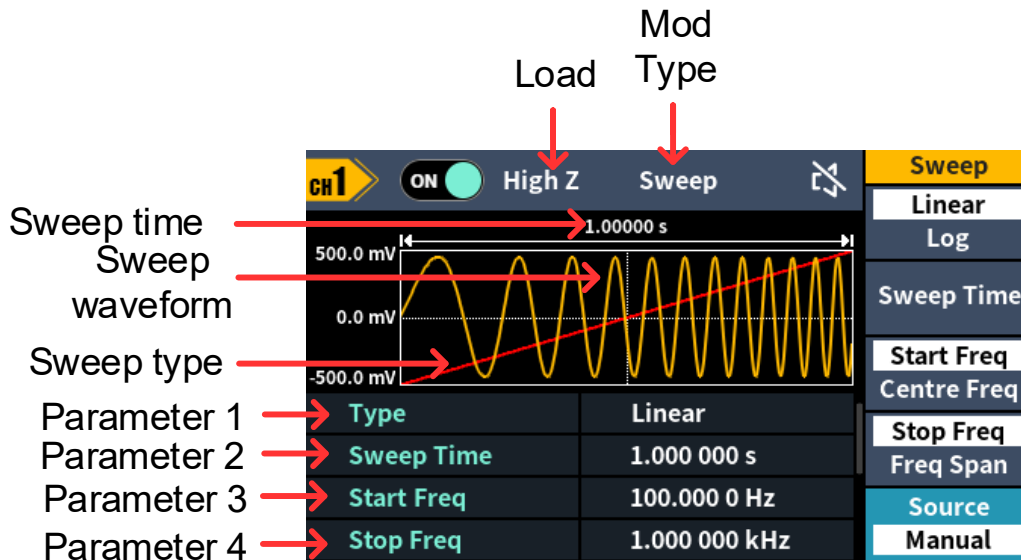 Mod
Type
Load
CH1 ON High Z Sweep
Sweep
Linear
Log
Sweep Time
Start Freq
Centre Freq
Stop Freq
Freq Span
Source
Manual
Sweep time
1.00000 s
Sweep
waveform
500.0 mV
0.0 mV
-500.0 mV
Sweep type
Parameter 1
Type Linear
Parameter 2
Sweep Time 1.000 000 s
Parameter 3
Start Freq 100.000 0 Hz
Parameter 4
Stop Freq 1.000 000 kHz